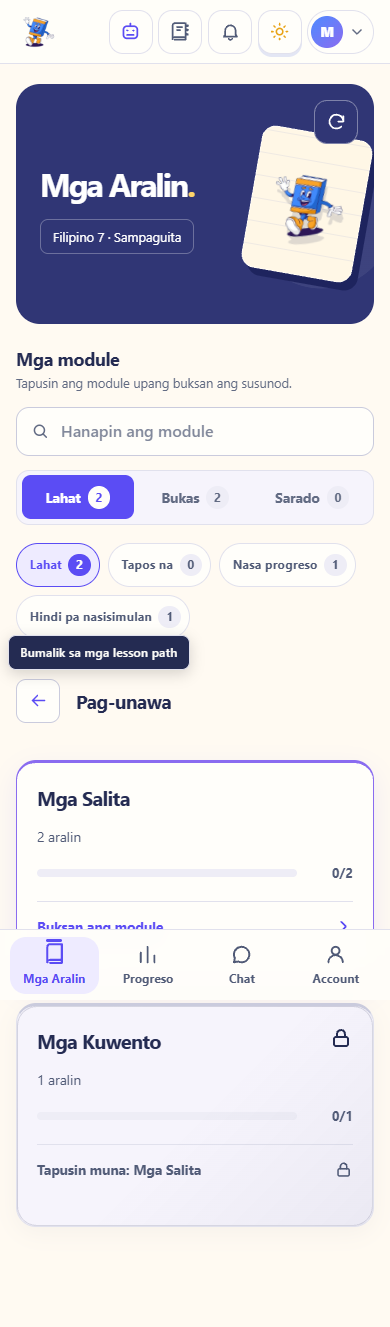 M
Mga Aralin.
Filipino 7 · Sampaguita
Mga module
Tapusin ang module upang buksan ang susunod.
Hanapin ang module
Lahat 2
Bukas 2
Sarado 0
Lahat 2
Tapos na 0
Nasa progreso 1
Hindi pa nasisimulan 1
Bumalik sa mga lesson path
Pag-unawa
Mga Salita
2 aralin
0/2
Buksan ang module
Mga Aralin
Progreso
Chat
Account
Mga Kuwento
1 aralin
0/1
Tapusin muna: Mga Salita